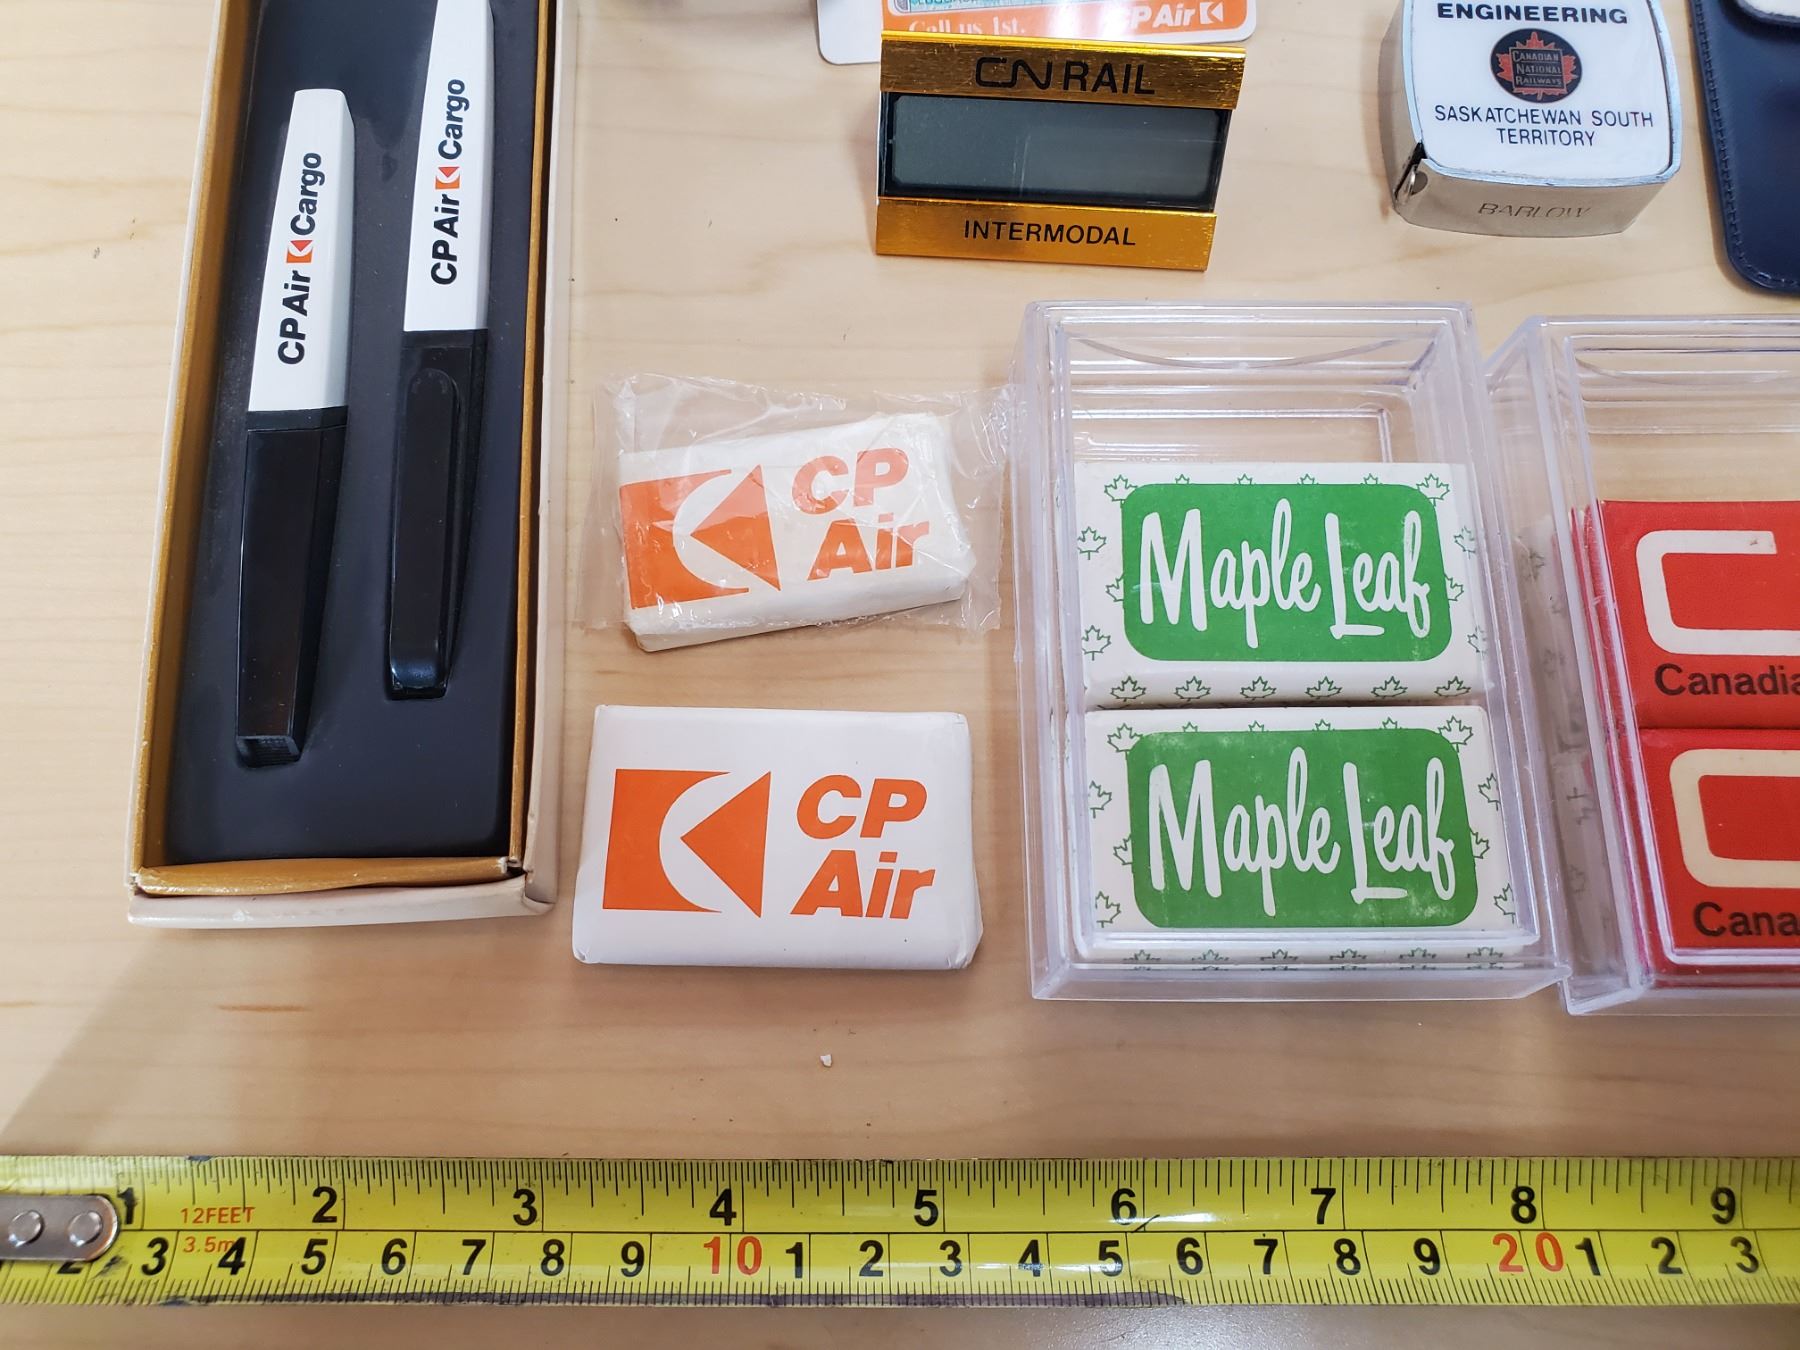 Call us 1st.
CP Air
CN RAIL
INTERMODAL
ENGINEERING
CANADIAN
NATIONAL
RAILWAYS
SASKATCHEWAN SOUTH
TERRITORY
BARLOW
CP Air Cargo
CP Air Cargo
CP
Air
CP
Air
Maple Leaf
Maple Leaf
Canadia
Cana
1 12FEET 2 3 4 5 6 7 8 9
2 3 3.5m 4 5 6 7 8 9 10 1 2 3 4 5 6 7 8 9 20 1 2 3